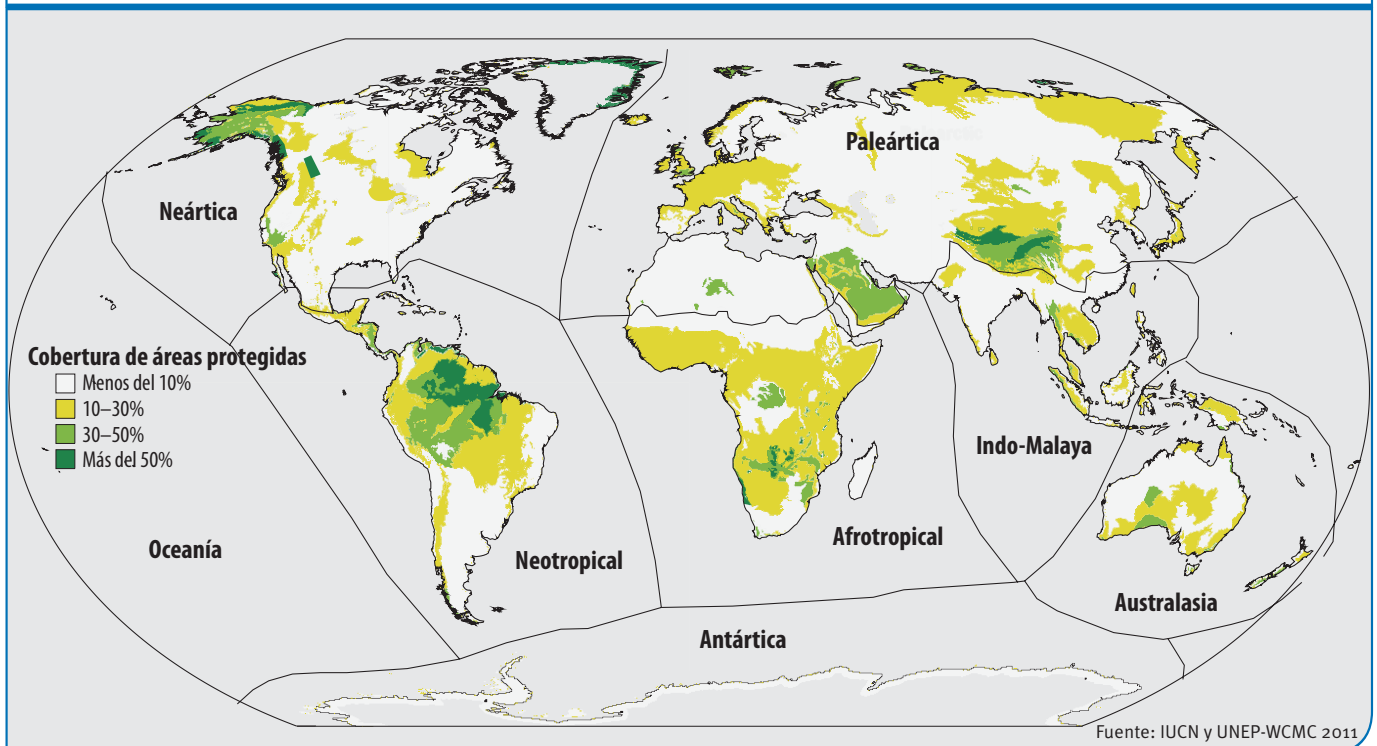 Paleártica
Neártica
Cobertura de áreas protegidas
Menos del 10%
10–30%
30–50%
Más del 50%
Indo-Malaya
Oceanía
Neotropical
Afrotropical
Australasia
Antártica
Fuente: IUCN y UNEP-WCMC 2011